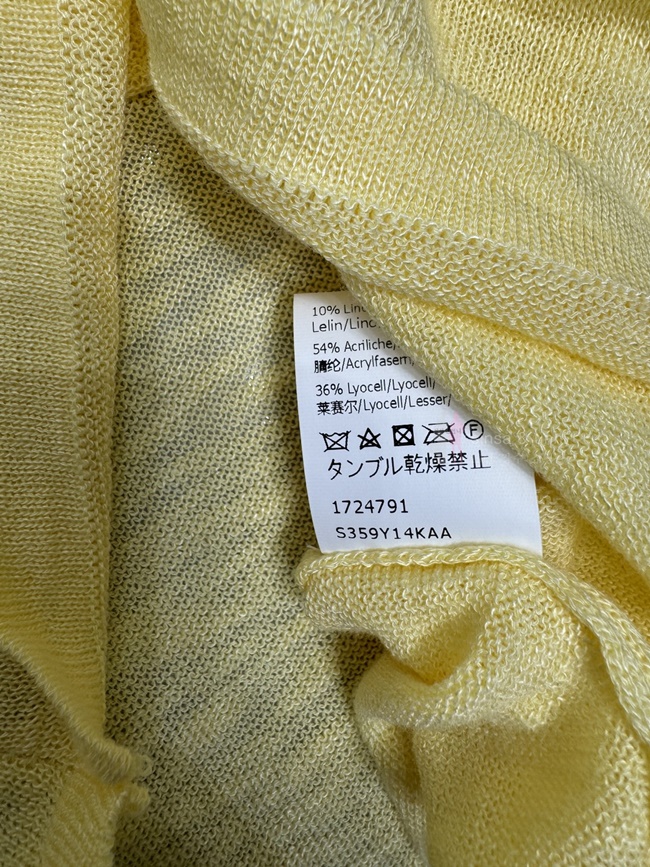 10%
Lelin/Lino
54% Acriliche/
腈纶/Acrylfasern/
36% Lyocell/Lyocell/
莱赛尔/Lyocell/Lesser/
F
タンブル乾燥禁止
1724791
S359Y14KAA